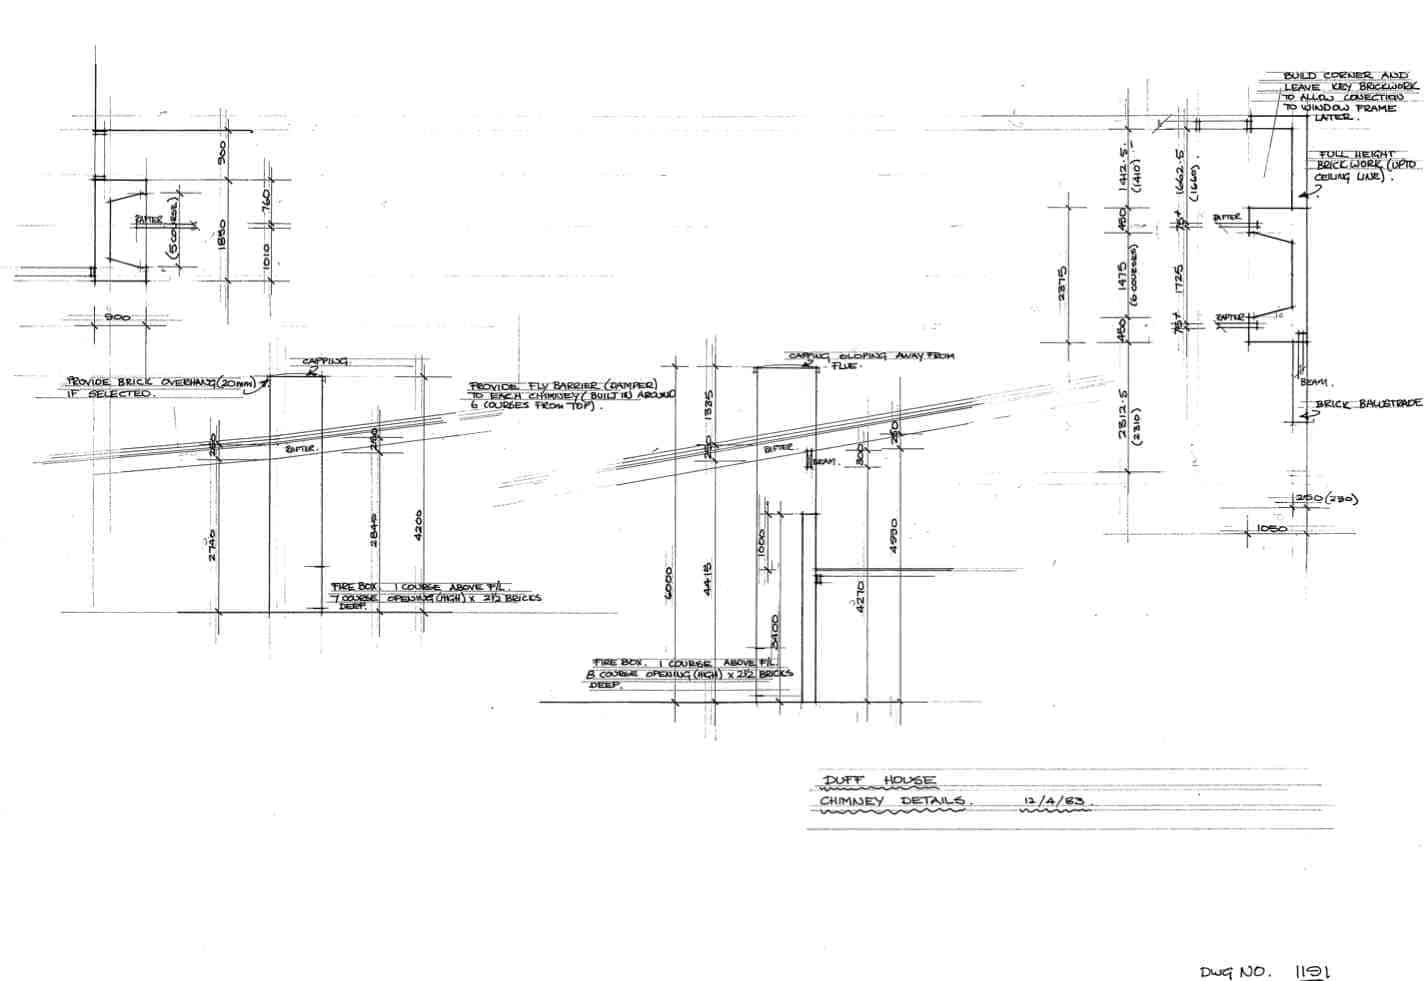 BUILD CORNER AND
LEAVE KEY BRICKWORK
TO ALLOW CONECTION
TO WINDOW FRAME
LATER.
FULL HEIGHT
BRICKWORK (UPTO
CEILING LINE).
900
760
(5 COURSE)
1850
1010
RAFTER
900
1412.5.
(1410).
1662.5
(1660).
450
75+
RAFTER
2375
1475
(6 COURSES)
1725
450
75+
RAFTER
BEAM.
BRICK BALUSTRADE
2312.5
(2310)
250 (230)
1050
CAPPING.
PROVIDE BRICK OVERHANG (20mm)
IF SELECTED.
PROVIDE FLY BARRIER (DAMPER)
TO EACH CHIMNEY (BUILT IN AROUND
6 COURSES FROM TOP).
CAPPING SLOPING AWAY FROM
FLUE.
250
RAFTER.
250
2740
2840
4200
FIRE BOX. 1 COURSE ABOVE F/L.
7 COURSE OPENING (HIGH) x 2½ BRICKS
DEEP.
1335
250
RAFTER.
BEAM.
300
250
6000
4415
1000
3400
4270
4530
FIRE BOX. 1 COURSE ABOVE F/L.
8 COURSE OPENING (HIGH) x 2½ BRICKS
DEEP.
DUFF HOUSE
CHIMNEY DETAILS. 12/4/83.
DWG NO. 1191